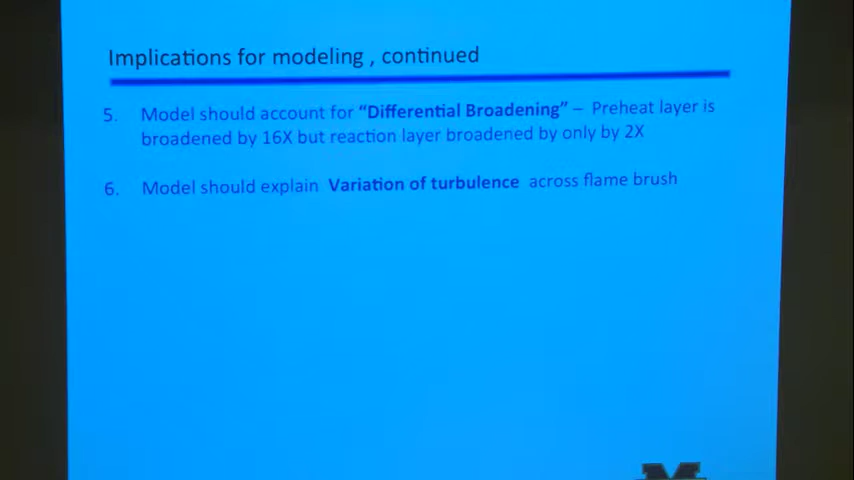 Implications for modeling , continued
5. Model should account for “Differential Broadening” – Preheat layer is
broadened by 16X but reaction layer broadened by only by 2X
6. Model should explain Variation of turbulence across flame brush